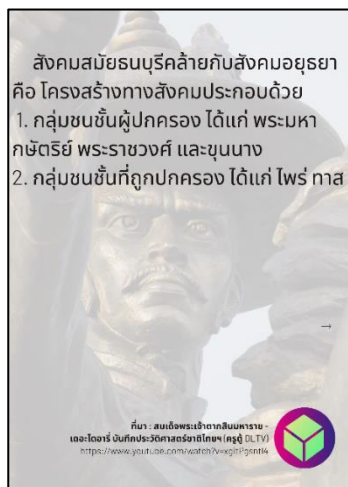 สังคมสมัยธนบุรีคล้ายกับสังคมอยุธยา
คือ โครงสร้างทางสังคมประกอบด้วย
1. กลุ่มชนชั้นผู้ปกครอง ได้แก่ พระมหา
กษัตริย์ พระราชวงศ์ และขุนนาง
2. กลุ่มชนชั้นที่ถูกปกครอง ได้แก่ ไพร่ ทาส
ที่มา : สมเด็จพระเจ้าตากสินมหาราช -
เดอะไดอารี่ บันทึกประวัติศาสตร์ชาติไทยฯ (ครูตู้ DLTV)